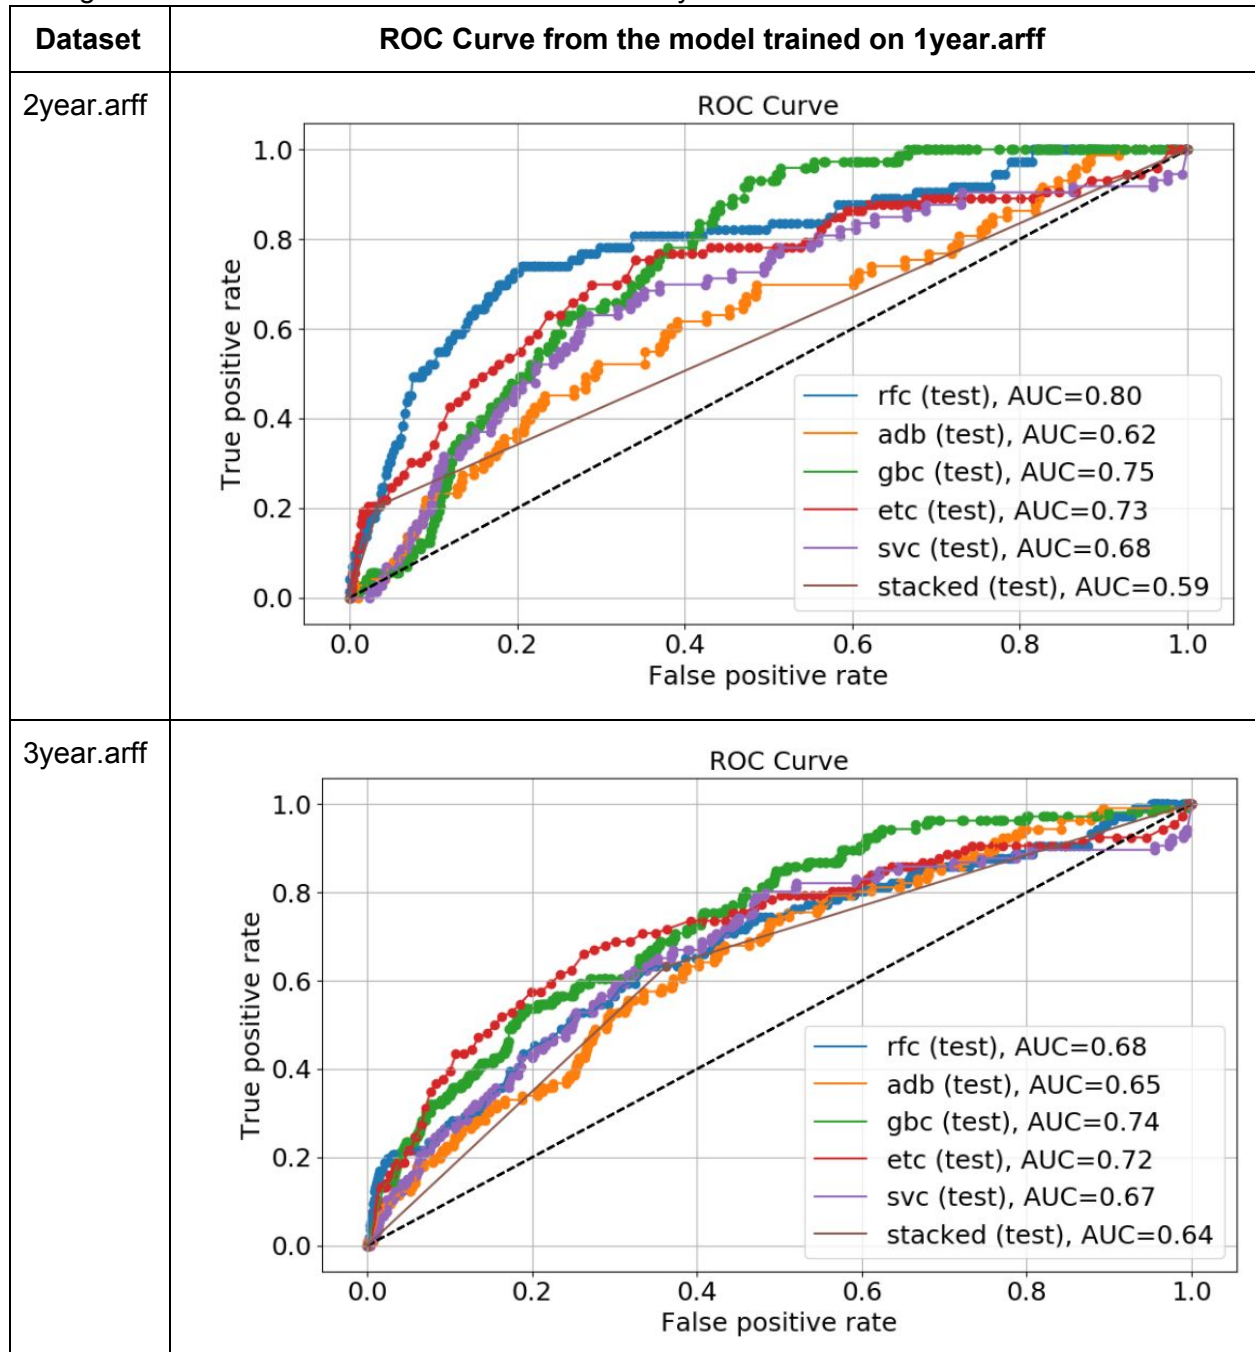 Dataset
ROC Curve from the model trained on 1year.arff
2year.arff
ROC Curve
1.0
0.8
0.6
0.4
0.2
0.0
True positive rate
rfc (test), AUC=0.80
adb (test), AUC=0.62
gbc (test), AUC=0.75
etc (test), AUC=0.73
svc (test), AUC=0.68
stacked (test), AUC=0.59
0.0 0.2 0.4 0.6 0.8 1.0
False positive rate
3year.arff
ROC Curve
1.0
0.8
0.6
0.4
0.2
0.0
True positive rate
rfc (test), AUC=0.68
adb (test), AUC=0.65
gbc (test), AUC=0.74
etc (test), AUC=0.72
svc (test), AUC=0.67
stacked (test), AUC=0.64
0.0 0.2 0.4 0.6 0.8 1.0
False positive rate